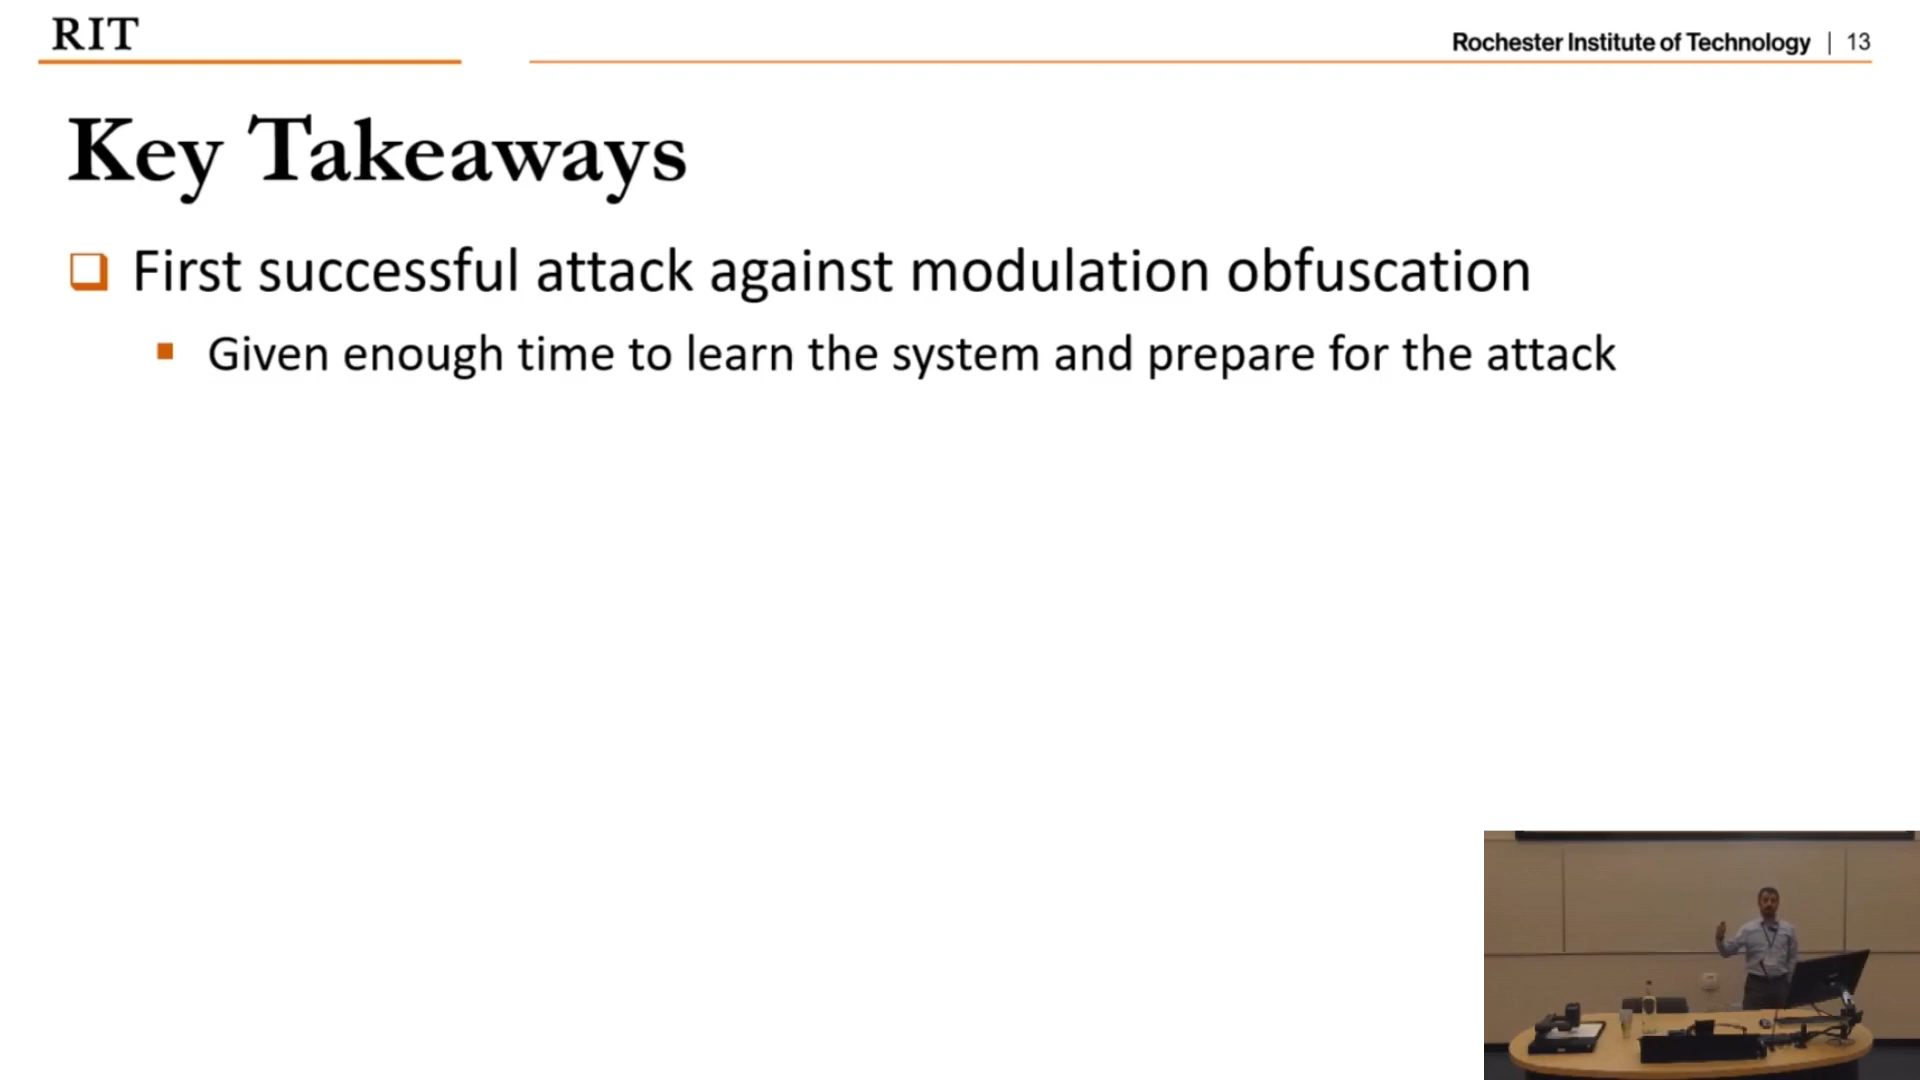 RIT
Rochester Institute of Technology | 13
Key Takeaways
First successful attack against modulation obfuscation
Given enough time to learn the system and prepare for the attack